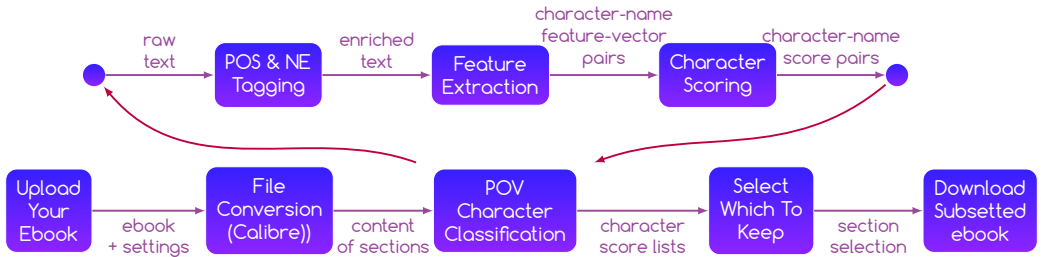 raw
text
POS & NE
Tagging
enriched
text
Feature
Extraction
character-name
feature-vector
pairs
Character
Scoring
character-name
score pairs
Upload
Your
Ebook
ebook
+ settings
File
Conversion
(Calibre))
content
of sections
POV
Character
Classification
character
score lists
Select
Which To
Keep
section
selection
Download
Subsetted
ebook